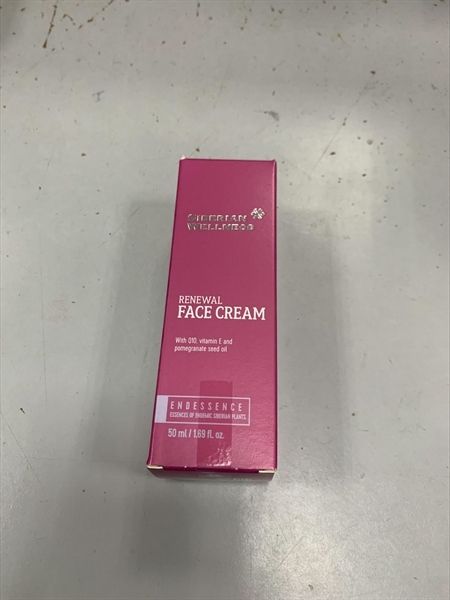 SIBERIAN
WELLNESS
RENEWAL
FACE CREAM
With Q10, vitamin E and
pomegranate seed oil
ENDESSENCE
ESSENCES OF ENDEMIC SIBERIAN PLANTS
50 ml / 1.69 fl. oz.